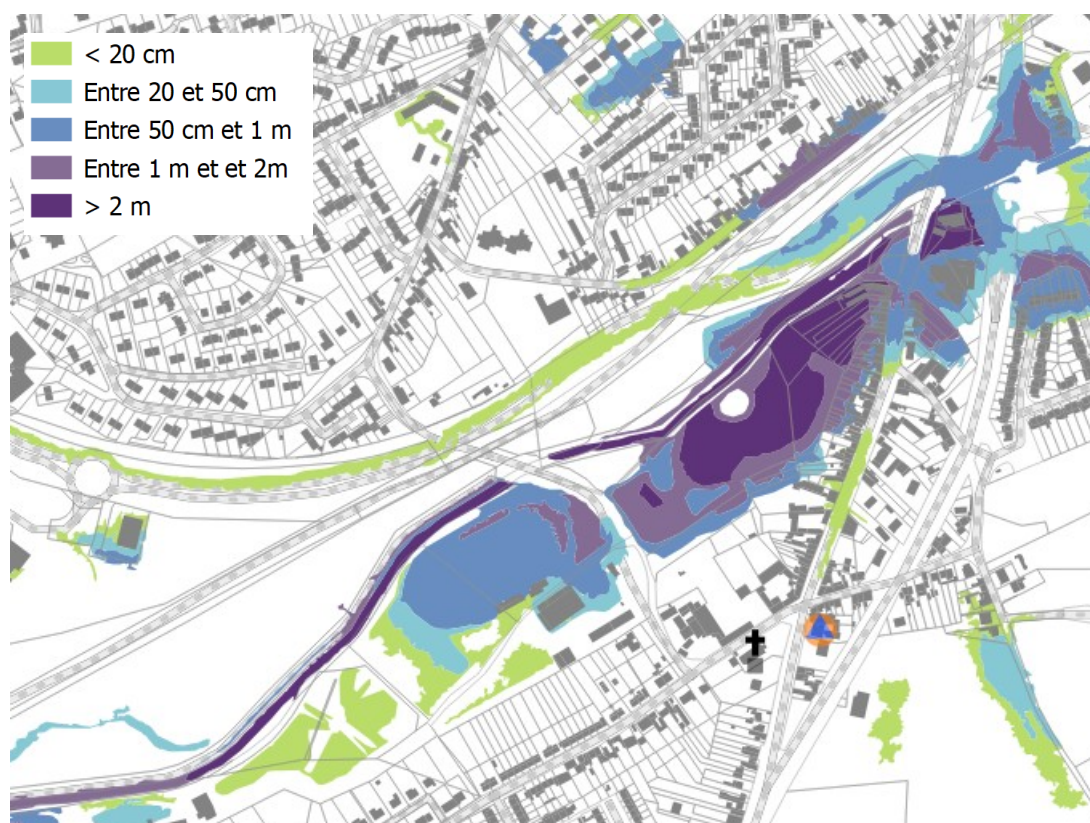 < 20 cm
Entre 20 et 50 cm
Entre 50 cm et 1 m
Entre 1 m et et 2m
> 2 m